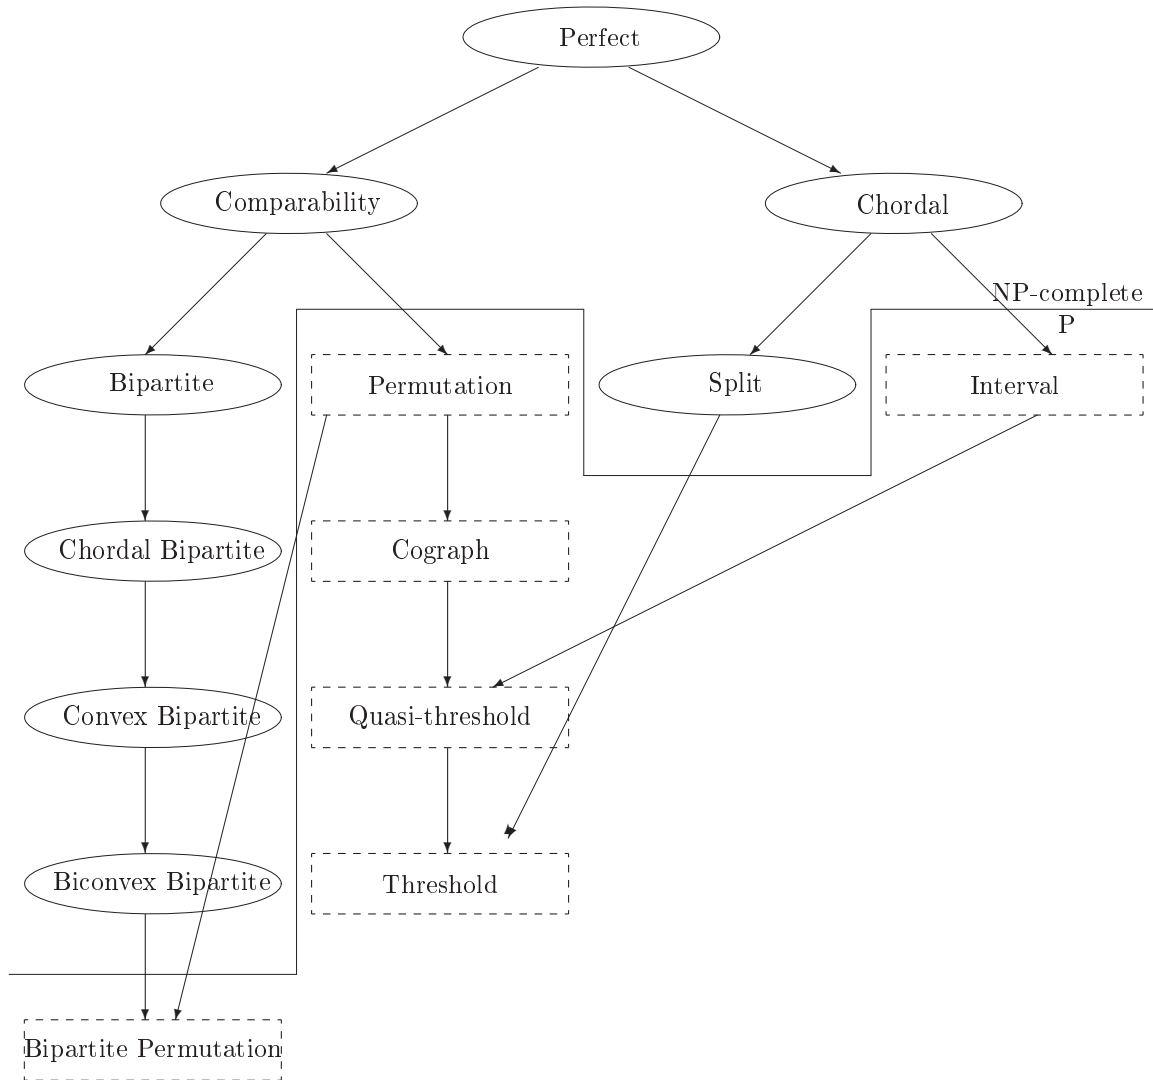 Perfect
Comparability
Chordal
NP-complete
P
Bipartite
Permutation
Split
Interval
Chordal Bipartite
Cograph
Convex Bipartite
Quasi-threshold
Biconvex Bipartite
Threshold
Bipartite Permutation